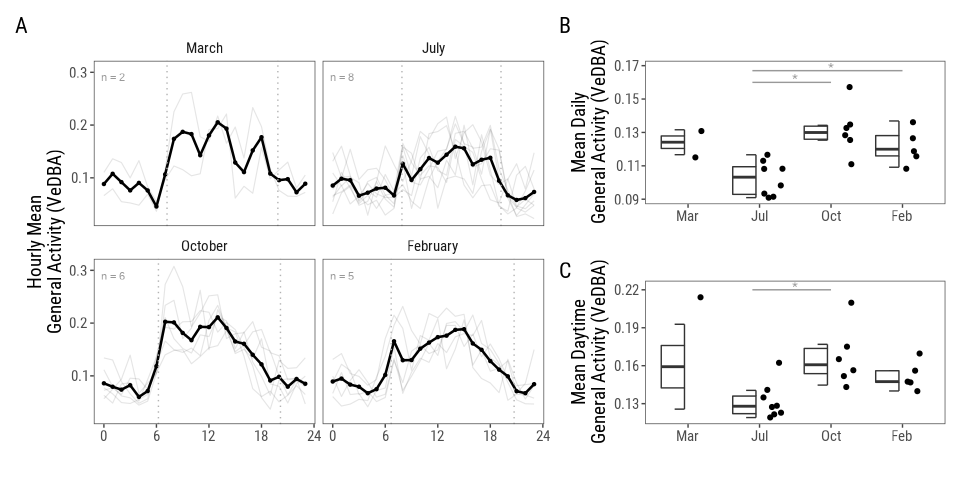 A
March
July
0.3
0.2
0.1
n = 2
n = 8
Hourly Mean
General Activity (VeDBA)
October
February
0.3
0.2
0.1
n = 6
n = 5
0
6
12
18
24
0
6
12
18
24
B
Mean Daily
General Activity (VeDBA)
0.17
0.15
0.13
0.11
0.09
*
*
Mar
Jul
Oct
Feb
C
Mean Daytime
General Activity (VeDBA)
0.22
0.19
0.16
0.13
*
Mar
Jul
Oct
Feb